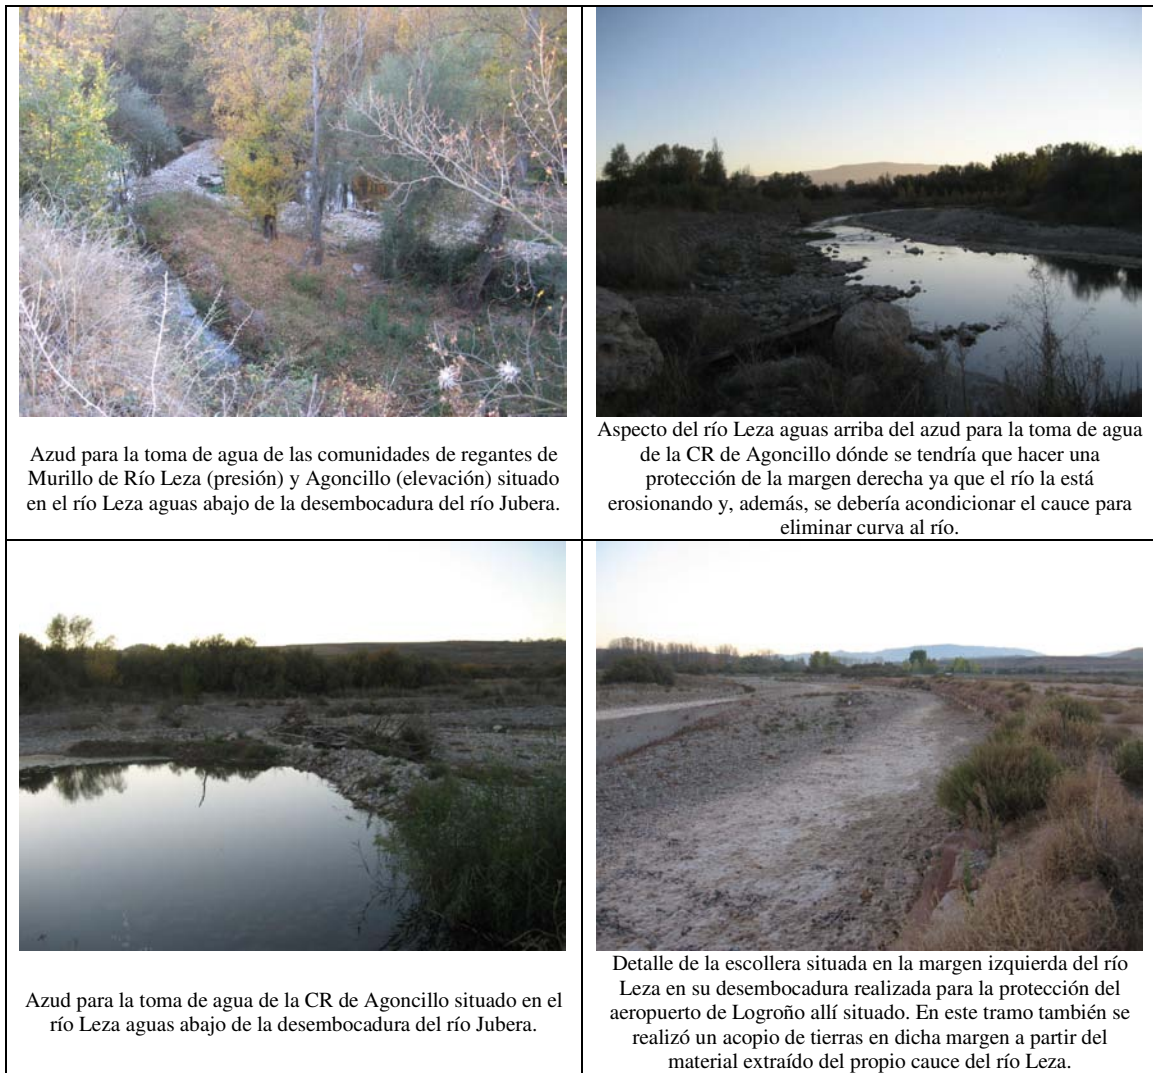 Azud para la toma de agua de las comunidades de regantes de
Murillo de Río Leza (presión) y Agoncillo (elevación) situado
en el río Leza aguas abajo de la desembocadura del río Jubera.
Aspecto del río Leza aguas arriba del azud para la toma de agua
de la CR de Agoncillo dónde se tendría que hacer una
protección de la margen derecha ya que el río la está
erosionando y, además, se debería acondicionar el cauce para
eliminar curva al río.
Azud para la toma de agua de la CR de Agoncillo situado en el
río Leza aguas abajo de la desembocadura del río Jubera.
Detalle de la escollera situada en la margen izquierda del río
Leza en su desembocadura realizada para la protección del
aeropuerto de Logroño allí situado. En este tramo también se
realizó un acopio de tierras en dicha margen a partir del
material extraído del propio cauce del río Leza.